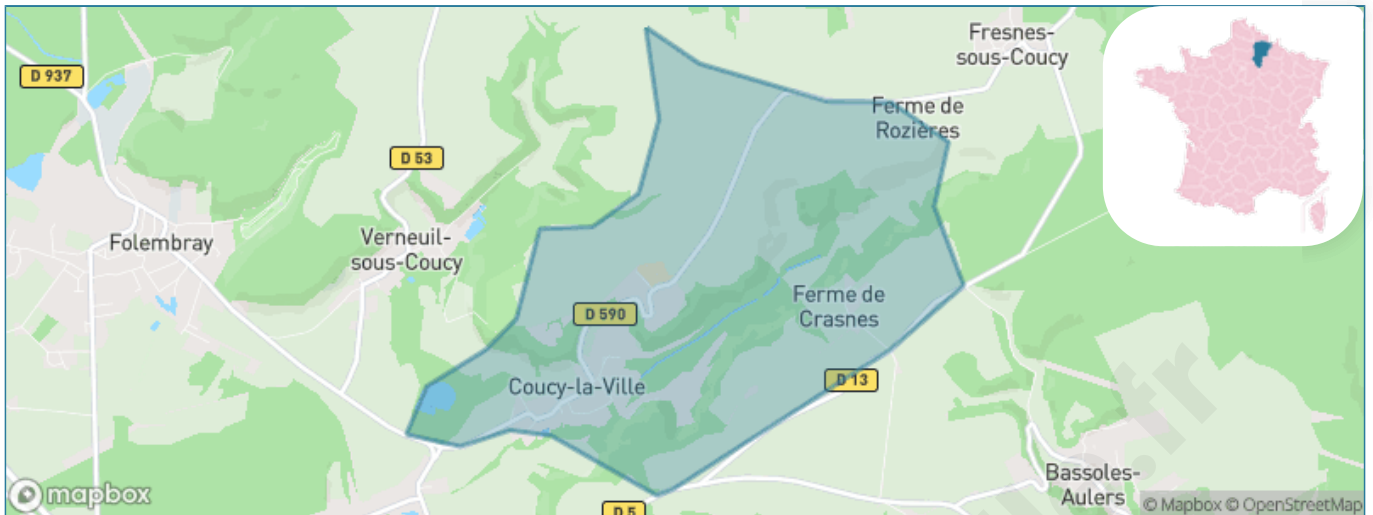 D 937
Fresnes-
sous-Coucy
Ferme de
Rozières
D 53
Folembray
Verneuil-
sous-Coucy
Ferme de
Crasnes
D 590
Coucy-la-Ville
D 13
Bassoles-
Aulers
D 5
mapbox
© Mapbox © OpenStreetMap